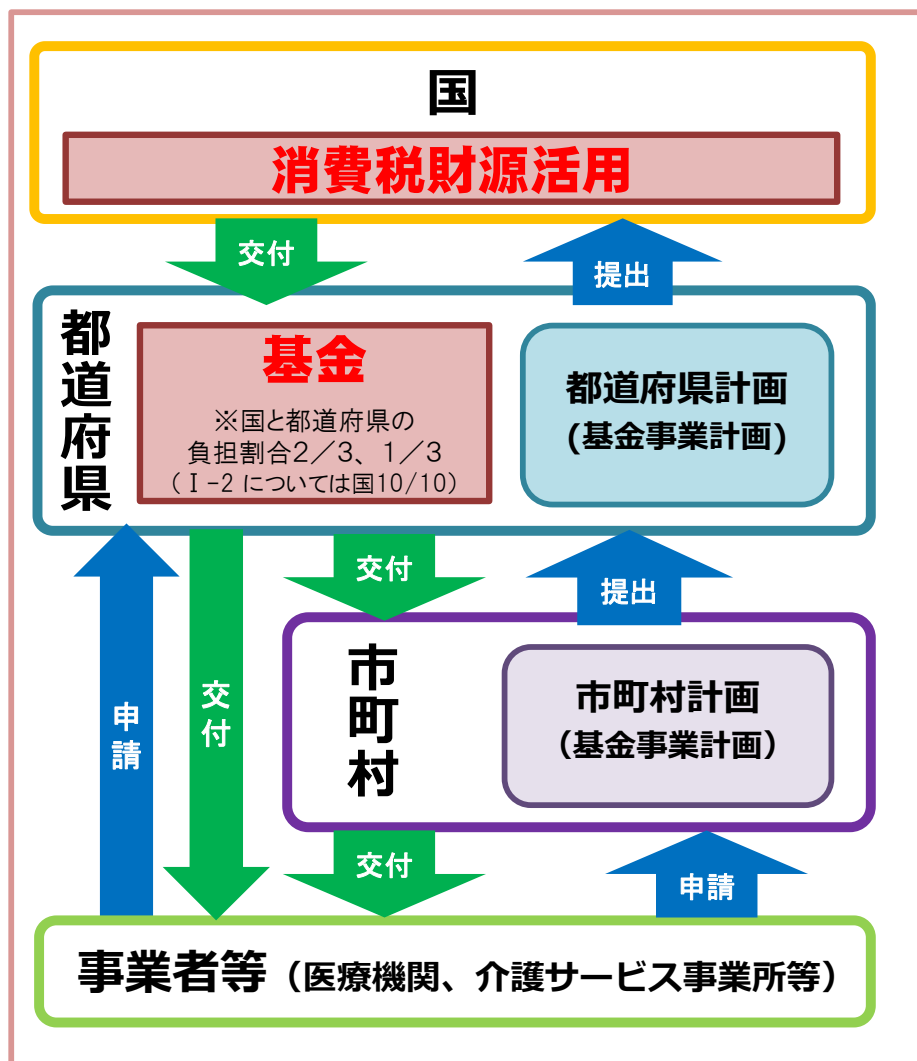 国
消費税財源活用
交付
提出
都道府県
基金
※国と都道府県の
負担割合2／3、1／3
(Ⅰ-2 については国10/10)
都道府県計画
(基金事業計画)
交付
提出
申請
交付
市町村
市町村計画
(基金事業計画)
交付
申請
事業者等（医療機関、介護サービス事業所等）